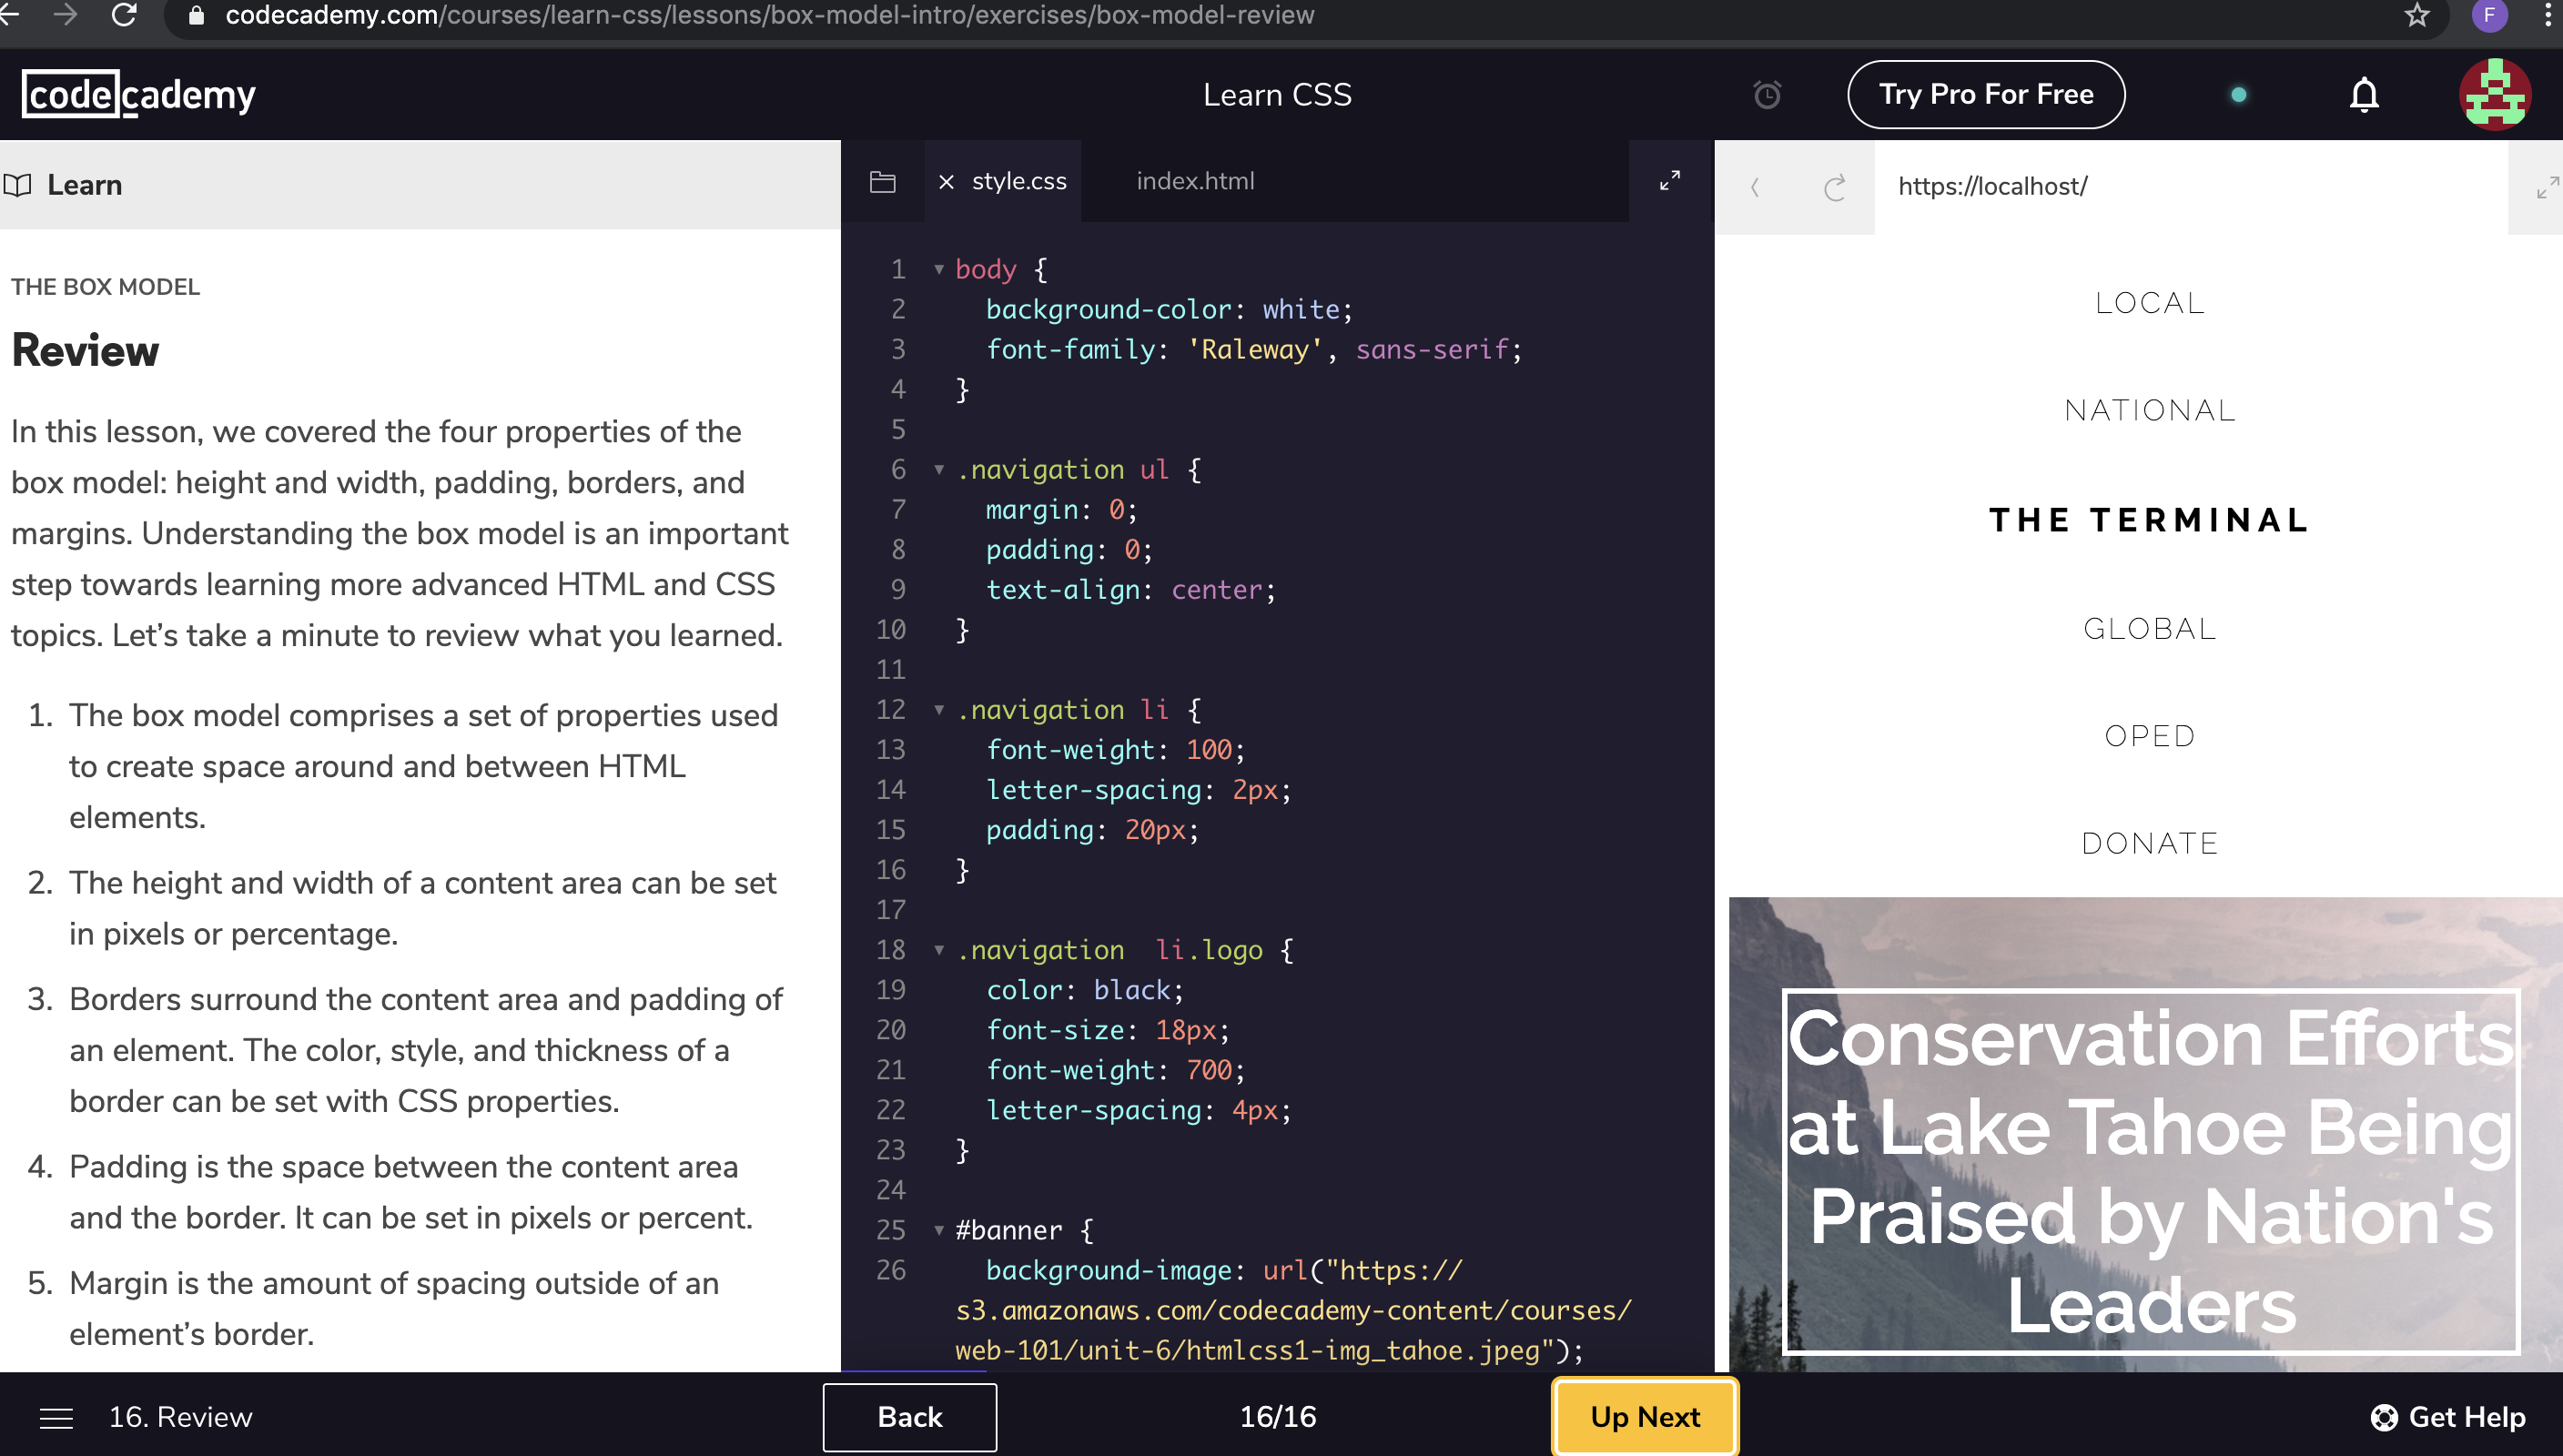 codecademy.com/courses/learn-css/lessons/box-model-intro/exercises/box-model-review
F
codecademy
Learn CSS
Try Pro For Free
Learn
THE BOX MODEL
Review
In this lesson, we covered the four properties of the
box model: height and width, padding, borders, and
margins. Understanding the box model is an important
step towards learning more advanced HTML and CSS
topics. Let’s take a minute to review what you learned.
1. The box model comprises a set of properties used
to create space around and between HTML
elements.
2. The height and width of a content area can be set
in pixels or percentage.
3. Borders surround the content area and padding of
an element. The color, style, and thickness of a
border can be set with CSS properties.
4. Padding is the space between the content area
and the border. It can be set in pixels or percent.
5. Margin is the amount of spacing outside of an
element’s border.
style.css
index.html
1 body {
2 background-color: white;
3 font-family: 'Raleway', sans-serif;
4 }
5
6 .navigation ul {
7 margin: 0;
8 padding: 0;
9 text-align: center;
10 }
11
12 .navigation li {
13 font-weight: 100;
14 letter-spacing: 2px;
15 padding: 20px;
16 }
17
18 .navigation  li.logo {
19 color: black;
20 font-size: 18px;
21 font-weight: 700;
22 letter-spacing: 4px;
23 }
24
25 #banner {
26 background-image: url("https://
s3.amazonaws.com/codecademy-content/courses/
web-101/unit-6/htmlcss1-img_tahoe.jpeg");
https://localhost/
LOCAL
NATIONAL
THE TERMINAL
GLOBAL
OPED
DONATE
Conservation Efforts
at Lake Tahoe Being
Praised by Nation's
Leaders
16. Review
Back
16/16
Up Next
Get Help